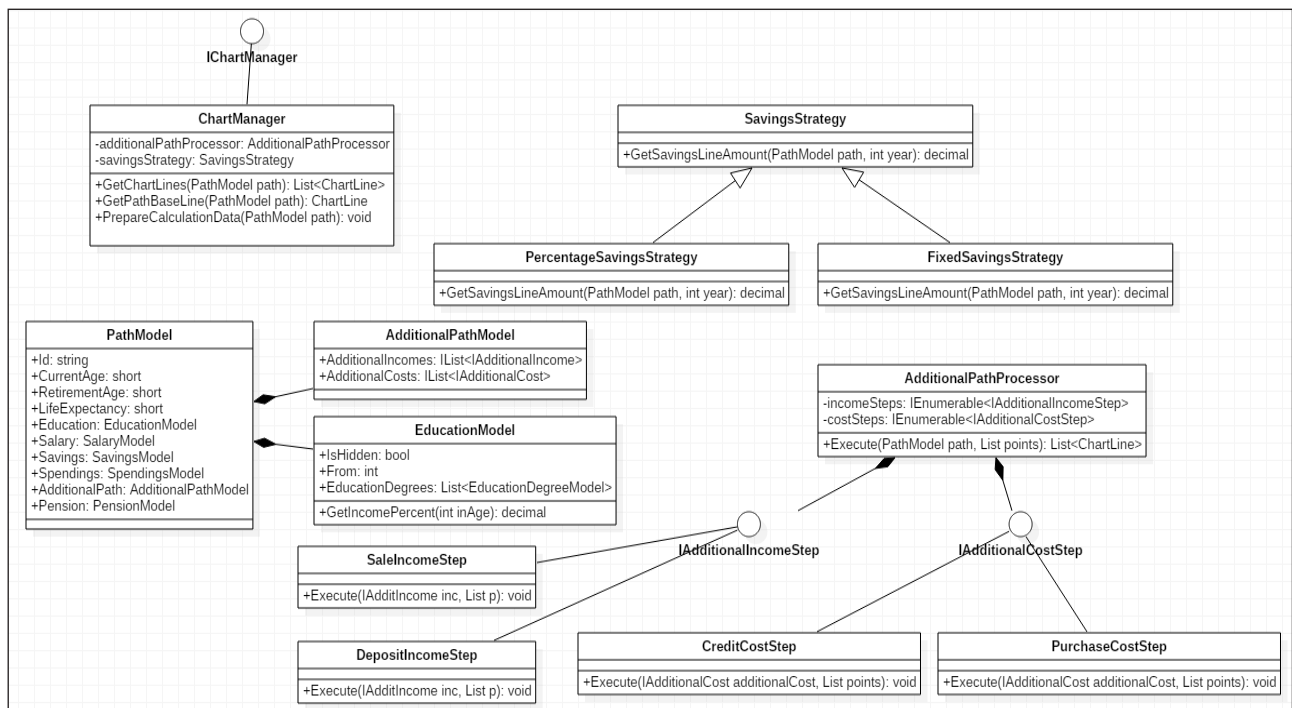 IChartManager
ChartManager
-additionalPathProcessor: AdditionalPathProcessor
-savingsStrategy: SavingsStrategy
+GetChartLines(PathModel path): List<ChartLine>
+GetPathBaseLine(PathModel path): ChartLine
+PrepareCalculationData(PathModel path): void
SavingsStrategy
+GetSavingsLineAmount(PathModel path, int year): decimal
PercentageSavingsStrategy
+GetSavingsLineAmount(PathModel path, int year): decimal
FixedSavingsStrategy
+GetSavingsLineAmount(PathModel path, int year): decimal
PathModel
+Id: string
+CurrentAge: short
+RetirementAge: short
+LifeExpectancy: short
+Education: EducationModel
+Salary: SalaryModel
+Savings: SavingsModel
+Spendings: SpendingsModel
+AdditionalPath: AdditionalPathModel
+Pension: PensionModel
AdditionalPathModel
+AdditionalIncomes: IList<IAdditionalIncome>
+AdditionalCosts: IList<IAdditionalCost>
EducationModel
+IsHidden: bool
+From: int
+EducationDegrees: List<EducationDegreeModel>
+GetIncomePercent(int inAge): decimal
AdditionalPathProcessor
-incomeSteps: IEnumerable<IAdditionalIncomeStep>
-costSteps: IEnumerable<IAdditionalCostStep>
+Execute(PathModel path, List points): List<ChartLine>
IAdditionalIncomeStep
IAdditionalCostStep
SaleIncomeStep
+Execute(IAdditIncome inc, List p): void
DepositIncomeStep
+Execute(IAdditIncome inc, List p): void
CreditCostStep
+Execute(IAdditionalCost additionalCost, List points): void
PurchaseCostStep
+Execute(IAdditionalCost additionalCost, List points): void